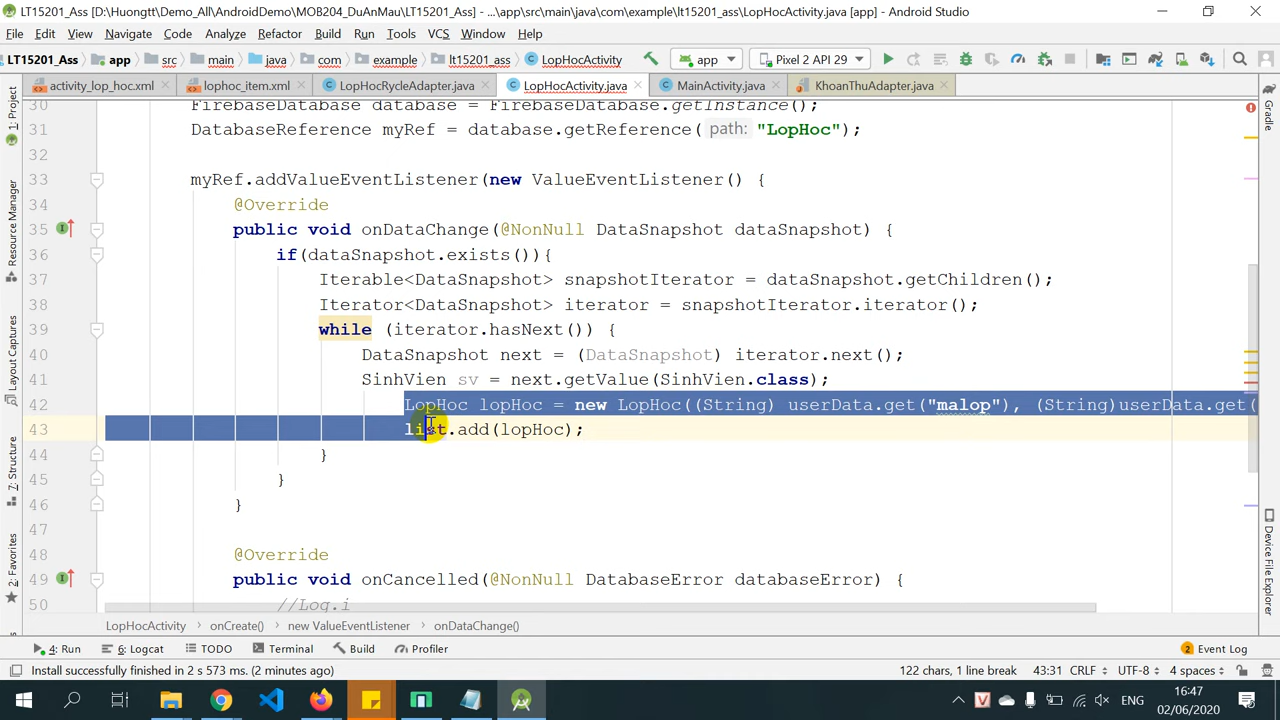 LT15201_Ass [D:\Huongtt\Demo_All\AndroidDemo\MOB204_DuAnMau\LT15201_Ass] - ...\app\src\main\java\com\example\lt15201_ass\LopHocActivity.java [app] - Android Studio
File Edit View Navigate Code Analyze Refactor Build Run Tools VCS Window Help
LT15201_Ass app src main java com example lt15201_ass LopHocActivity app Pixel 2 API 29
activity_lop_hoc.xml lophoc_item.xml LopHocRycleAdapter.java LopHocActivity.java MainActivity.java KhoanThuAdapter.java
30 FirebaseDatabase database = FirebaseDatabase.getInstance();
31 DatabaseReference myRef = database.getReference( path: "LopHoc");
32
33 myRef.addValueEventListener(new ValueEventListener() {
34 @Override
35 public void onDataChange(@NonNull DataSnapshot dataSnapshot) {
36 if(dataSnapshot.exists()){
37 Iterable<DataSnapshot> snapshotIterator = dataSnapshot.getChildren();
38 Iterator<DataSnapshot> iterator = snapshotIterator.iterator();
39 while (iterator.hasNext()) {
40 DataSnapshot next = (DataSnapshot) iterator.next();
41 SinhVien sv = next.getValue(SinhVien.class);
42 LopHoc lopHoc = new LopHoc((String) userData.get("malop"), (String)userData.get(
43 list.add(lopHoc);
44 }
45 }
46 }
47
48 @Override
49 public void onCancelled(@NonNull DatabaseError databaseError) {
50 //Log.i
LopHocActivity onCreate() new ValueEventListener onDataChange()
4: Run 6: Logcat TODO Terminal Build Profiler 2 Event Log
Install successfully finished in 2 s 573 ms. (2 minutes ago) 122 chars, 1 line break 43:31 CRLF UTF-8 4 spaces
1: Project
Resource Manager
Layout Captures
7: Structure
2: Favorites
Gradle
Device File Explorer
ENG 16:47
02/06/2020 2